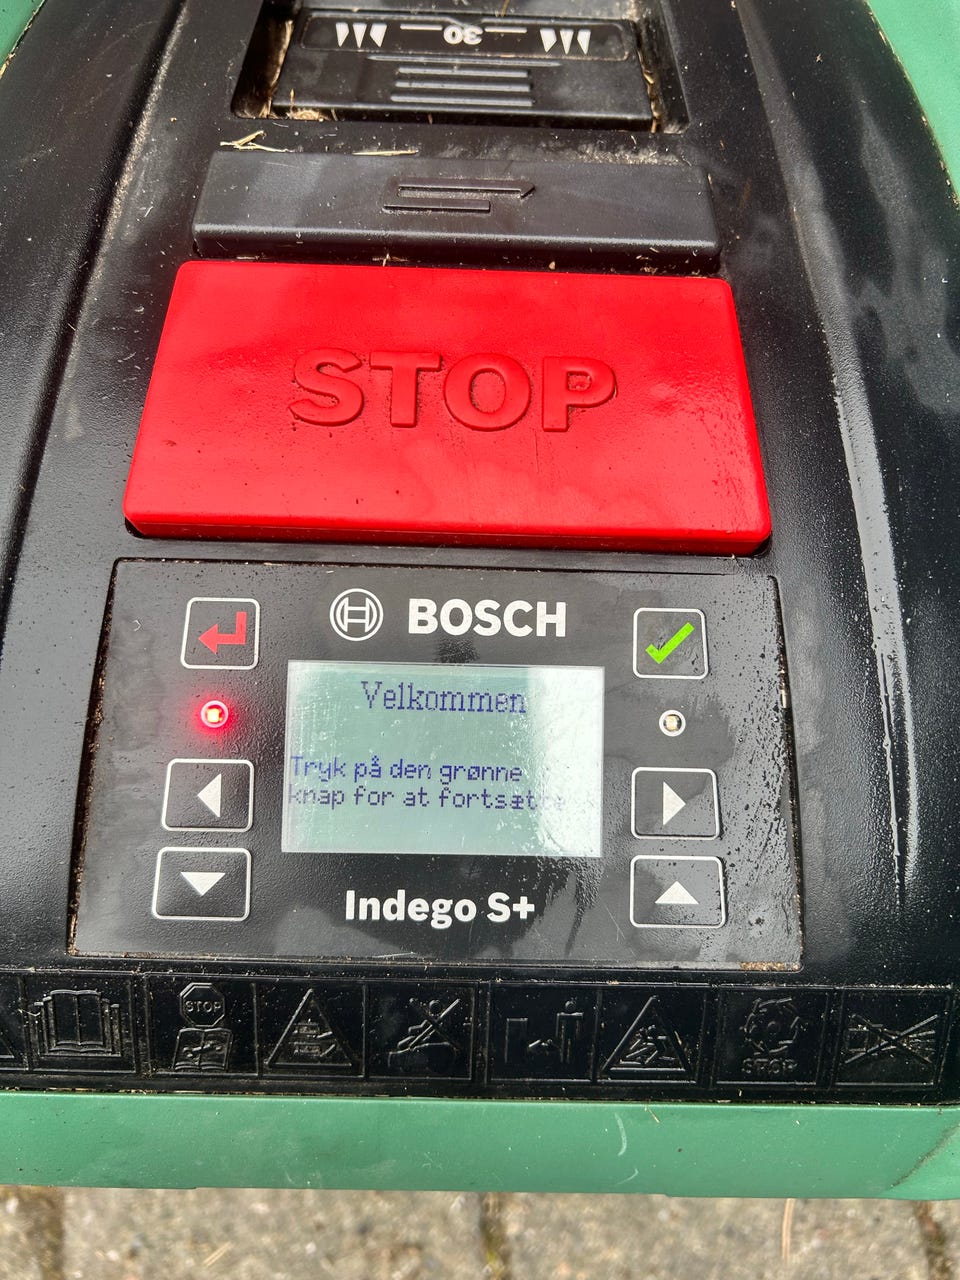 30
STOP
BOSCH
Velkommen
Tryk på den grønne
knap for at fortsætte
Indego S+
STOP
STOP